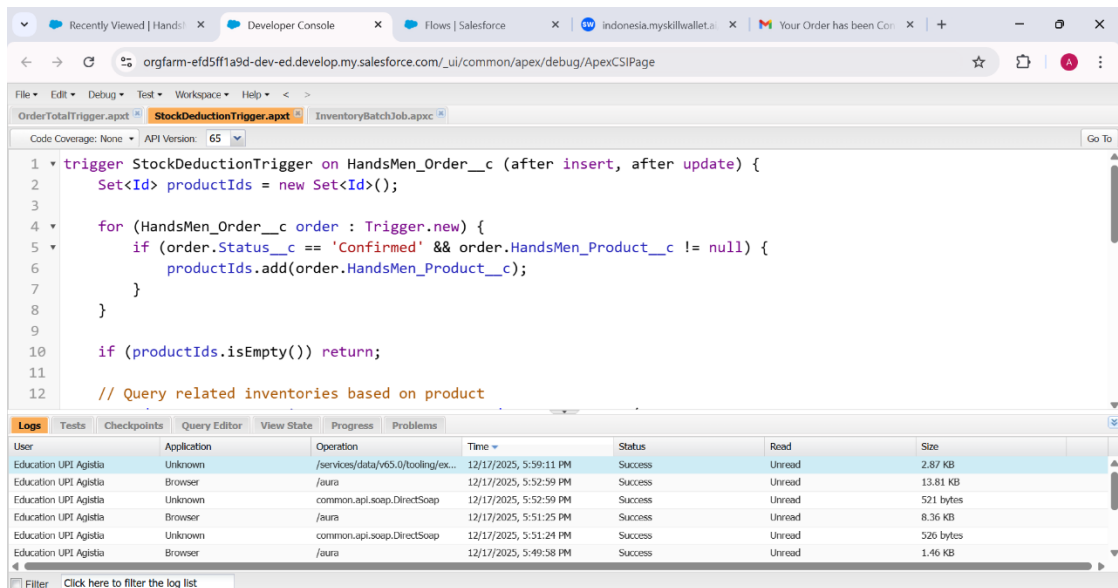 Recently Viewed | Hands
Developer Console
Flows | Salesforce
indonesia.myskillwallet.ai
Your Order has been Con
orgfarm-efd5ff1a9d-dev-ed.develop.my.salesforce.com/_ui/common/apex/debug/ApexCSIPage
A
File Edit Debug Test Workspace Help < >
OrderTotalTrigger.apxt StockDeductionTrigger.apxt InventoryBatchJob.apxc
Code Coverage: None API Version: 65 Go To
1 trigger StockDeductionTrigger on HandsMen_Order__c (after insert, after update) {
2 Set<Id> productIds = new Set<Id>();
3
4 for (HandsMen_Order__c order : Trigger.new) {
5 if (order.Status__c == 'Confirmed' && order.HandsMen_Product__c != null) {
6 productIds.add(order.HandsMen_Product__c);
7 }
8 }
9
10 if (productIds.isEmpty()) return;
11
12 // Query related inventories based on product
Logs Tests Checkpoints Query Editor View State Progress Problems
User Application Operation Time Status Read Size
Education UPI Agistia Unknown /services/data/v65.0/tooling/ex... 12/17/2025, 5:59:11 PM Success Unread 2.87 KB
Education UPI Agistia Browser /aura 12/17/2025, 5:52:59 PM Success Unread 13.81 KB
Education UPI Agistia Unknown common.api.soap.DirectSoap 12/17/2025, 5:52:59 PM Success Unread 521 bytes
Education UPI Agistia Browser /aura 12/17/2025, 5:51:25 PM Success Unread 8.36 KB
Education UPI Agistia Unknown common.api.soap.DirectSoap 12/17/2025, 5:51:24 PM Success Unread 526 bytes
Education UPI Agistia Browser /aura 12/17/2025, 5:49:58 PM Success Unread 1.46 KB
Filter Click here to filter the log list